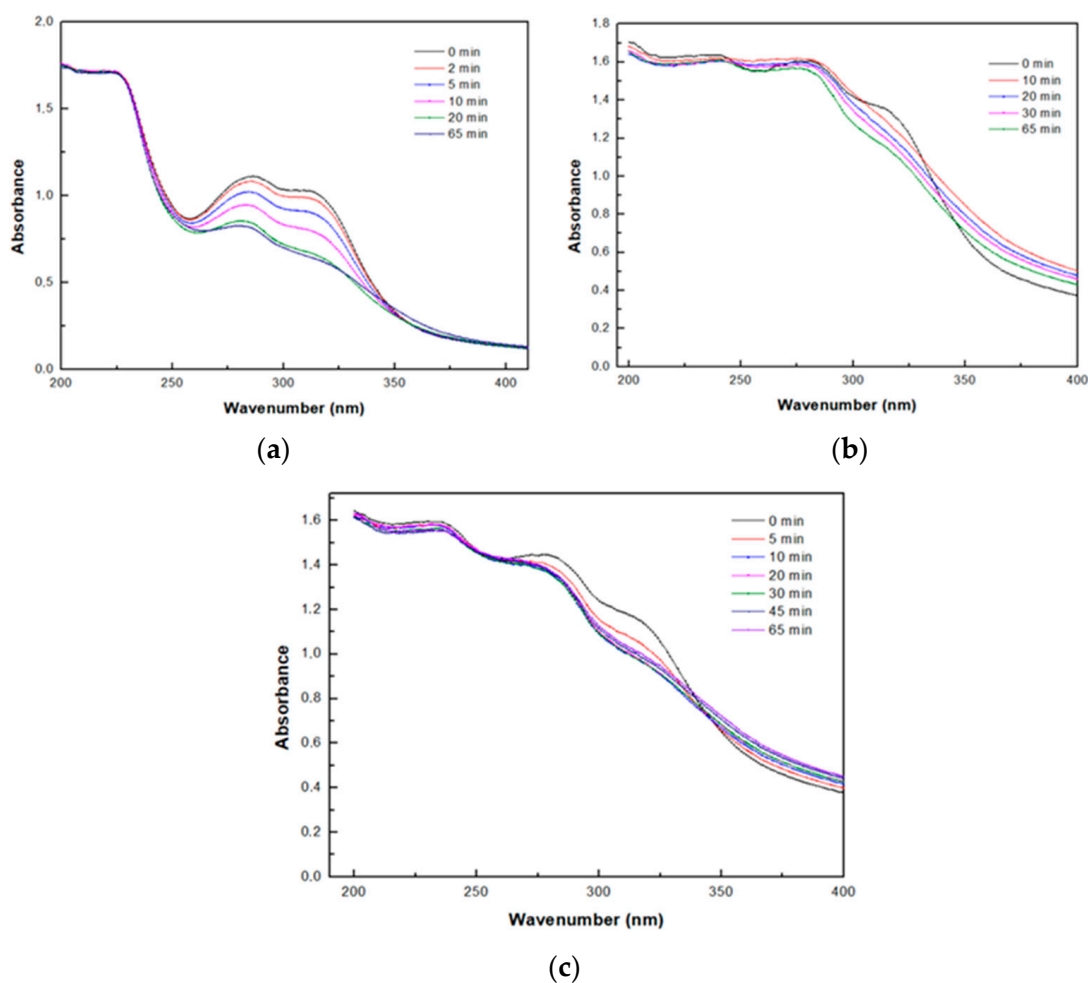 2.0
1.5
1.0
0.5
0.0
Absorbance
200
250
300
350
400
Wavenumber (nm)
0 min
2 min
5 min
10 min
20 min
65 min
(a)
1.8
1.6
1.4
1.2
1.0
0.8
0.6
0.4
0.2
0.0
Absorbance
200
250
300
350
400
Wavenumber (nm)
0 min
10 min
20 min
30 min
65 min
(b)
1.6
1.4
1.2
1.0
0.8
0.6
0.4
0.2
0.0
Absorbance
200
250
300
350
400
Wavenumber (nm)
0 min
5 min
10 min
20 min
30 min
45 min
65 min
(c)